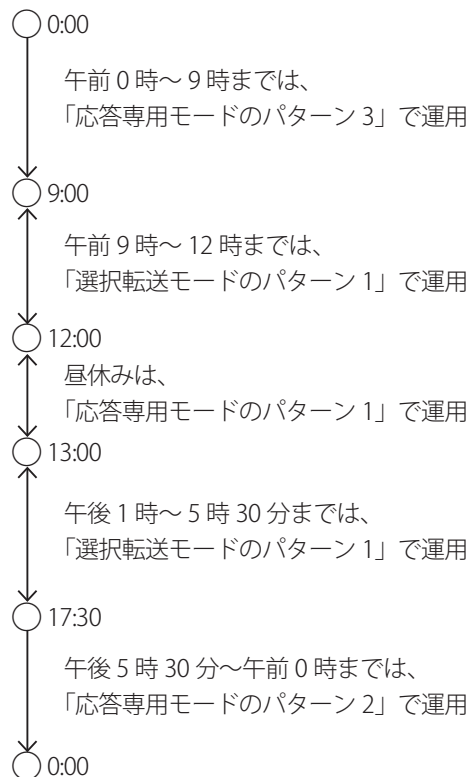 0:00
午前 0 時～ 9 時までは、
「応答専用モードのパターン 3」で運用
9:00
午前 9 時～ 12 時までは、
「選択転送モードのパターン 1」で運用
12:00
昼休みは、
「応答専用モードのパターン 1」で運用
13:00
午後 1 時～ 5 時 30 分までは、
「選択転送モードのパターン 1」で運用
17:30
午後 5 時 30 分～午前 0 時までは、
「応答専用モードのパターン 2」で運用
0:00